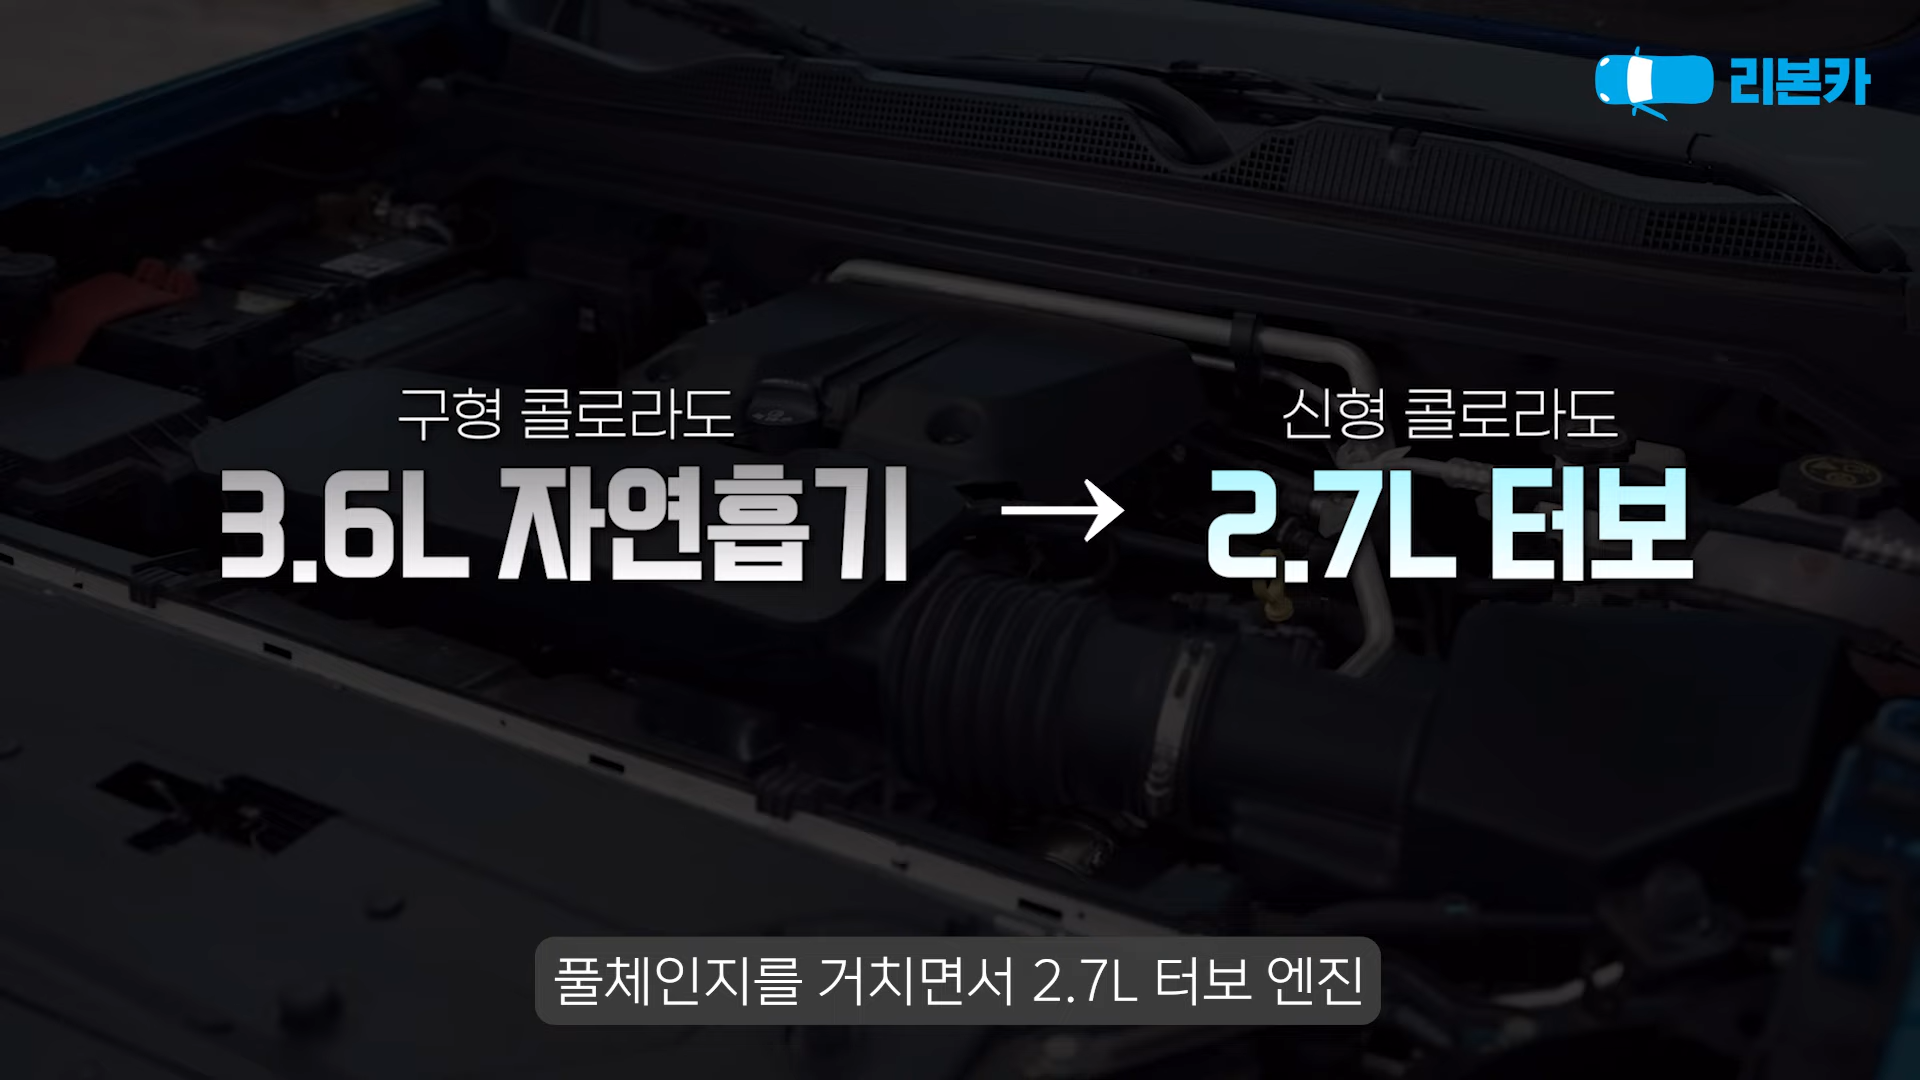 리본카
구형 콜로라도
3.6L 자연흡기
→
신형 콜로라도
2.7L 터보
풀체인지를 거치면서 2.7L 터보 엔진